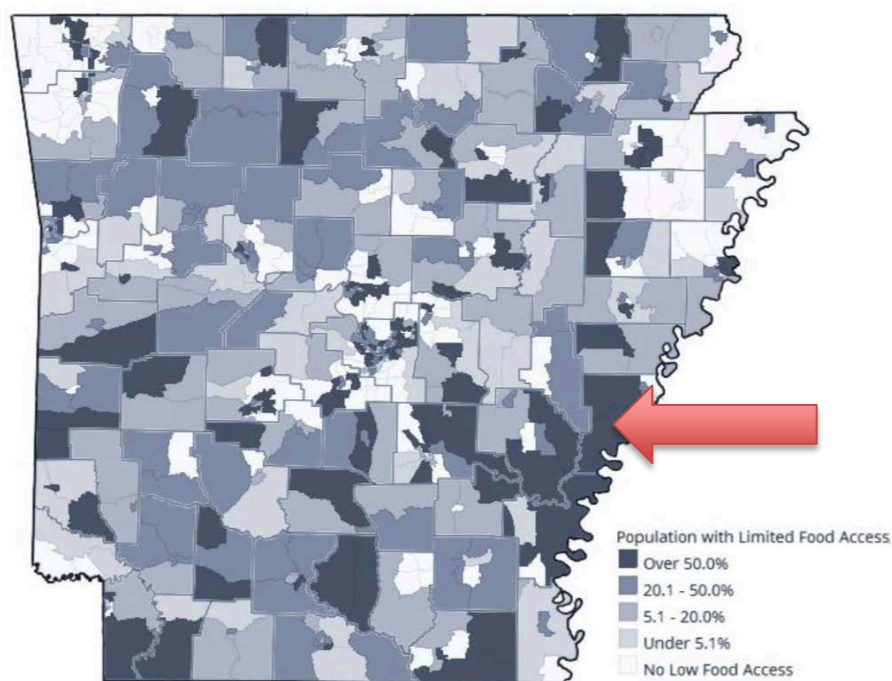 Population with Limited Food Access
Over 50.0%
20.1 - 50.0%
5.1 - 20.0%
Under 5.1%
No Low Food Access